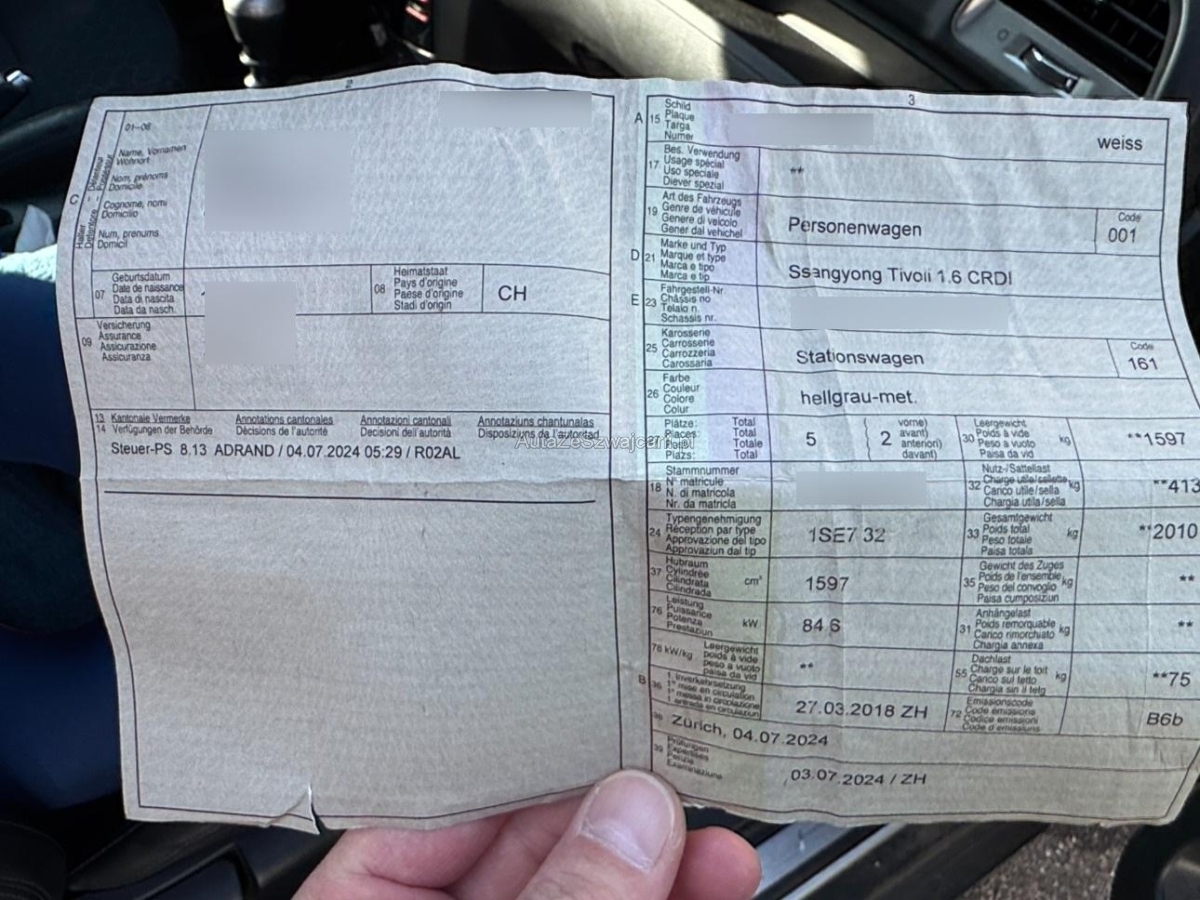 2
01-06
Name, Vornamen
Wohnort
Nom, prénoms
Domicile
Cognome, nomi
Domicilio
Num, prenums
Domicil
C
Halter - Détenteur
Detentore - Possessur
07
Geburtsdatum
Date de naissance
Data di nascita
Data da nasch.
08
Heimatstaat
Pays d'origine
Paese d'origine
Stadi d'origin
CH
09
Versicherung
Assurance
Assicurazione
Assicuranza
13 Kantonale Vermerke Annotations cantonales Annotazioni cantonali Annotaziuns chantunalas
14 Verfügungen der Behörde Décisions de l'autorité Decisioni dell'autorità Disposiziuns da l'autoritad
Steuer-PS 8.13 ADRAND / 04.07.2024 05:29 / R02AL
3
A 15
Schild
Plaque
Targa
Numer
weiss
17
Bes. Verwendung
Usage spécial
Uso speciale
Diever spezial
**
19
Art des Fahrzeugs
Genre de véhicule
Genere di veicolo
Gener dal vehichel
Personenwagen
Code
001
D 21
Marke und Typ
Marque et type
Marca e tipo
Marca e tip
Ssangyong Tivoli 1.6 CRDI
E 23
Fahrgestell-Nr.
Châssis no
Telaio n.
Schassis nr.
25
Karosserie
Carrosserie
Carrozzeria
Carossaria
Stationswagen
Code
161
26
Farbe
Couleur
Colore
Colur
hellgrau-met.
Plätze: Total
Places: Total
Posti: Totale
Plazs: Total
5
2
vorne)
avant)
anteriori)
davant)
30
Leergewicht
Poids à vide
Peso a vuoto
Paisa da vid
kg
**1597
18
Stammnummer
N° matricule
N. di matricola
Nr. da matricla
32
Nutz-/Sattellast
Charge utile/sellette
Carico utile/sella
Chargia utila/sella
kg
**413
24
Typengenehmigung
Réception par type
Approvazione del tipo
Approvaziun dal tip
1SE7 32
33
Gesamtgewicht
Poids total
Peso totale
Paisa totala
kg
**2010
37
Hubraum
Cylindrée
Cilindrata
Cilindrada
cm³
1597
35
Gewicht des Zuges
Poids de l'ensemble
Peso del convoglio
Paisa cumposiziun
kg
**
76
Leistung
Puissance
Potenza
Prestaziun
kW
84.6
31
Anhängelast
Poids remorquable
Carico rimorchiato
Chargia annexa
kg
**
78 kW/kg
Leergewicht
poids à vide
peso a vuoto
paisa da vid
**
55
Dachlast
Charge sur le toit
Carico sul tetto
Chargia sin il tetg
kg
**75
B 36
1. Inverkehrsetzung
1re mise en circulation
1a messa in circolazione
1. entrada en circulaziun
27.03.2018 ZH
72
Emissionscode
Code émissions
Codice emissioni
Code d'emissiuns
B6b
Zürich, 04.07.2024
39
Prüfungen
Expertises
Perizie
Examinaziuns
03.07.2024 / ZH